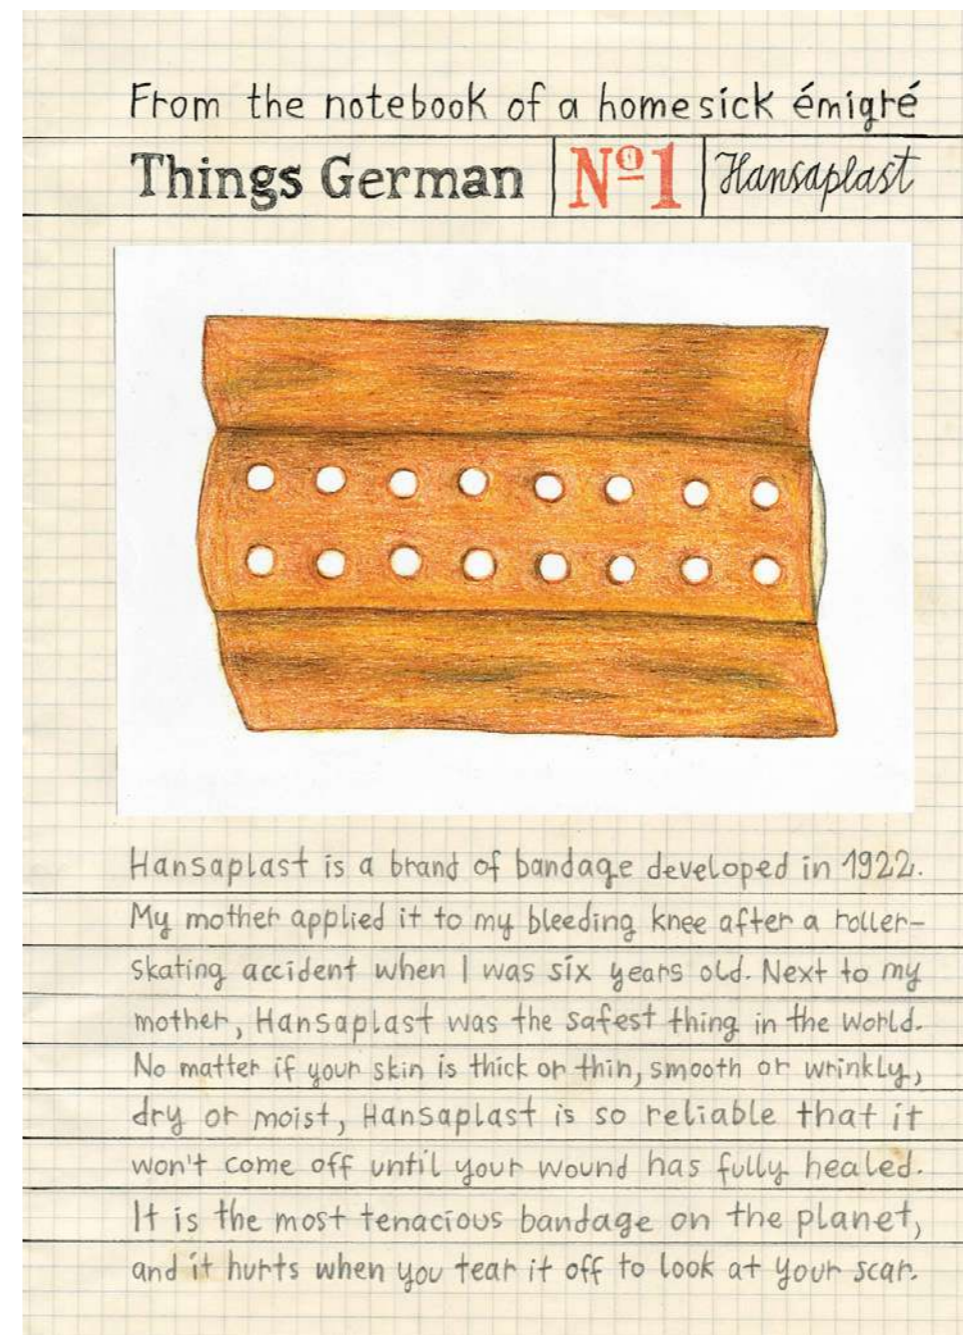 From the notebook of a homesick émigré
Things German Nº1 Hansaplast
Hansaplast is a brand of bandage developed in 1922.
My mother applied it to my bleeding knee after a roller-
skating accident when I was six years old. Next to my
mother, Hansaplast was the safest thing in the world.
No matter if your skin is thick or thin, smooth or wrinkly,
dry or moist, Hansaplast is so reliable that it
won't come off until your wound has fully healed.
It is the most tenacious bandage on the planet,
and it hurts when you tear it off to look at your scar.